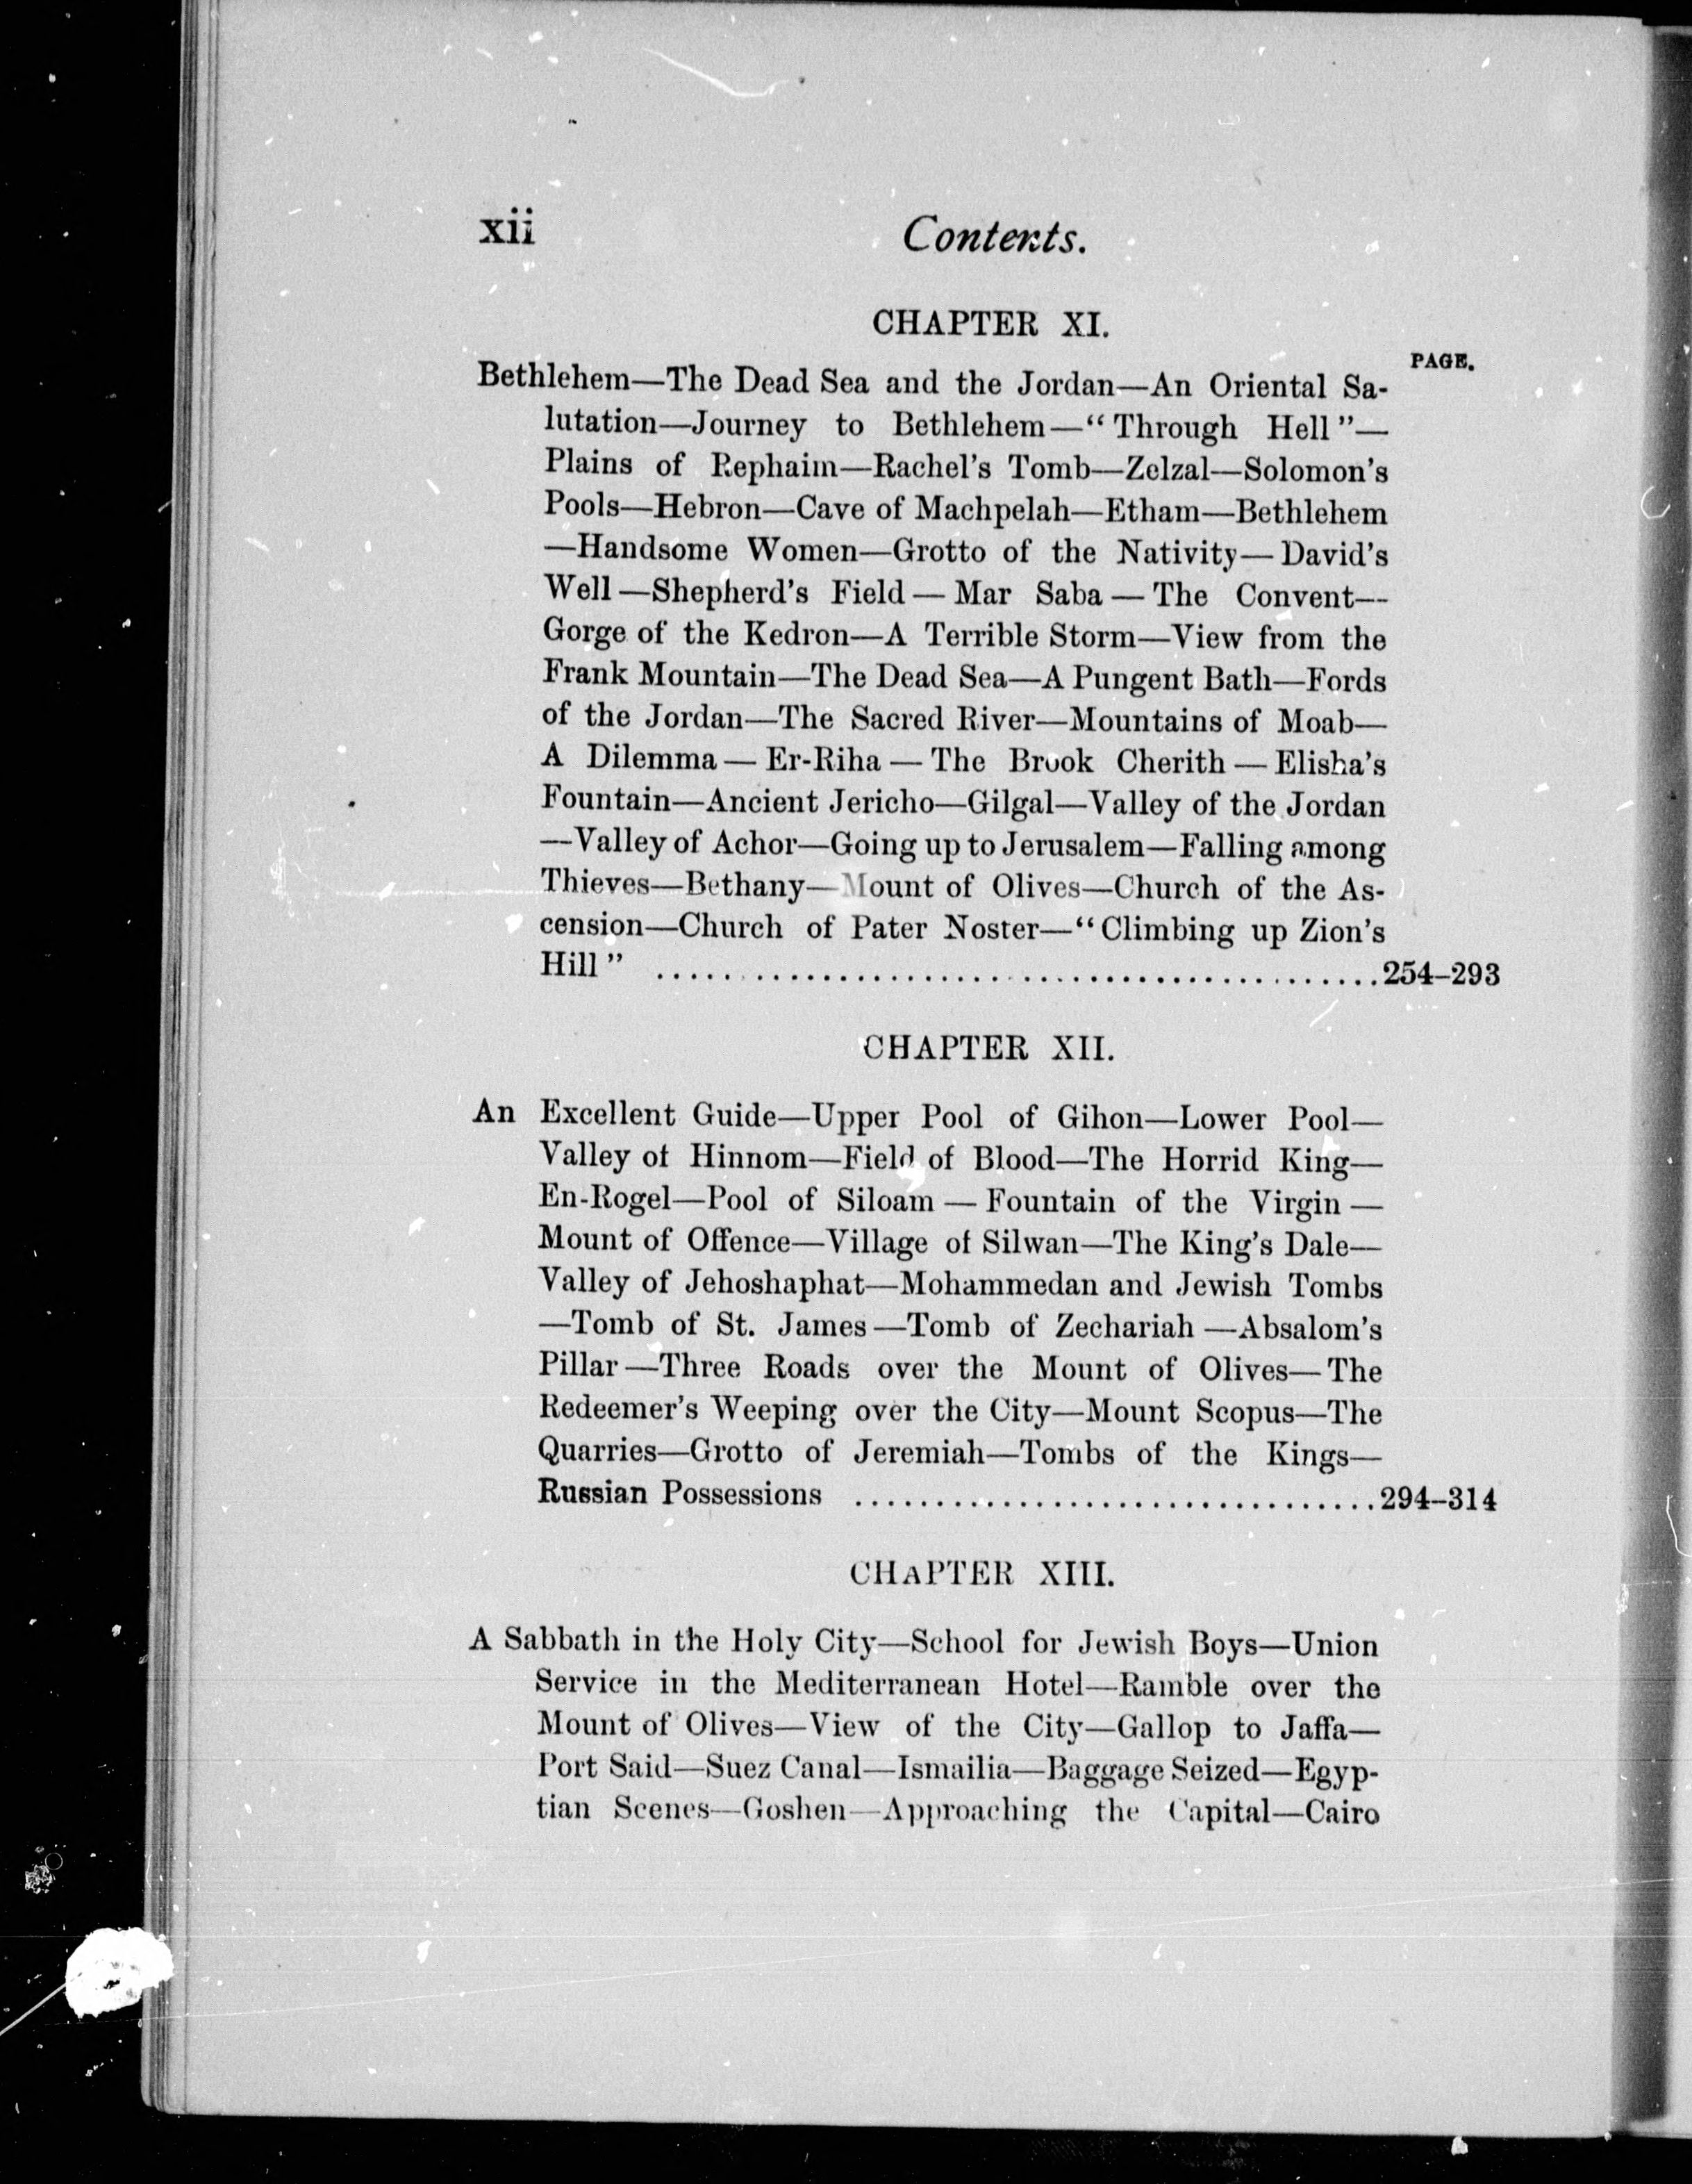 xii
Contents.
CHAPTER XI.
PAGE.
Bethlehem—The Dead Sea and the Jordan—An Oriental Sa-
lutation—Journey to Bethlehem—“Through Hell”—
Plains of Rephaim—Rachel's Tomb—Zelzal—Solomon's
Pools—Hebron—Cave of Machpelah—Etham—Bethlehem
—Handsome Women—Grotto of the Nativity—David's
Well—Shepherd's Field—Mar Saba—The Convent—
Gorge of the Kedron—A Terrible Storm—View from the
Frank Mountain—The Dead Sea—A Pungent Bath—Fords
of the Jordan—The Sacred River—Mountains of Moab—
A Dilemma—Er-Riha—The Brook Cherith—Elisha's
Fountain—Ancient Jericho—Gilgal—Valley of the Jordan
—Valley of Achor—Going up to Jerusalem—Falling among
Thieves—Bethany—Mount of Olives—Church of the As-
cension—Church of Pater Noster—“Climbing up Zion's
Hill” ..................................................254–293
CHAPTER XII.
An Excellent Guide—Upper Pool of Gihon—Lower Pool—
Valley of Hinnom—Field of Blood—The Horrid King—
En-Rogel—Pool of Siloam—Fountain of the Virgin—
Mount of Offence—Village of Silwan—The King's Dale—
Valley of Jehoshaphat—Mohammedan and Jewish Tombs
—Tomb of St. James—Tomb of Zechariah—Absalom's
Pillar—Three Roads over the Mount of Olives—The
Redeemer's Weeping over the City—Mount Scopus—The
Quarries—Grotto of Jeremiah—Tombs of the Kings—
Russian Possessions ....................................294–314
CHAPTER XIII.
A Sabbath in the Holy City—School for Jewish Boys—Union
Service in the Mediterranean Hotel—Ramble over the
Mount of Olives—View of the City—Gallop to Jaffa—
Port Said—Suez Canal—Ismailia—Baggage Seized—Egyp-
tian Scenes—Goshen—Approaching the Capital—Cairo